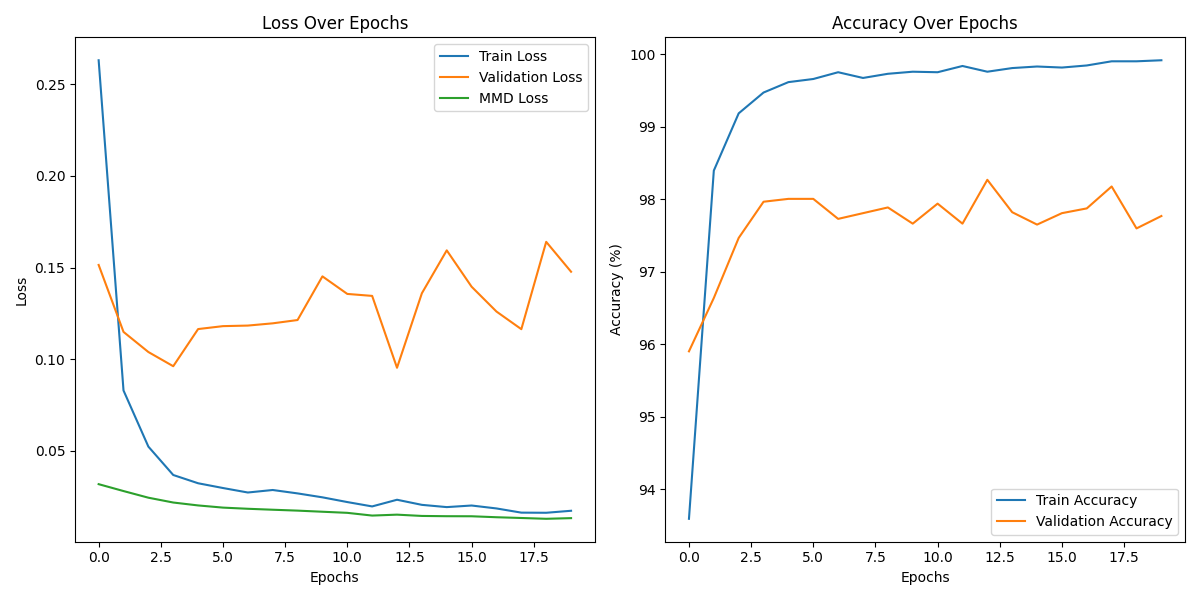 Loss Over Epochs
Train Loss
Validation Loss
MMD Loss
0.25
0.20
0.15
0.10
0.05
Loss
0.0 2.5 5.0 7.5 10.0 12.5 15.0 17.5
Epochs
Accuracy Over Epochs
100
99
98
97
96
95
94
Accuracy (%)
Train Accuracy
Validation Accuracy
0.0 2.5 5.0 7.5 10.0 12.5 15.0 17.5
Epochs